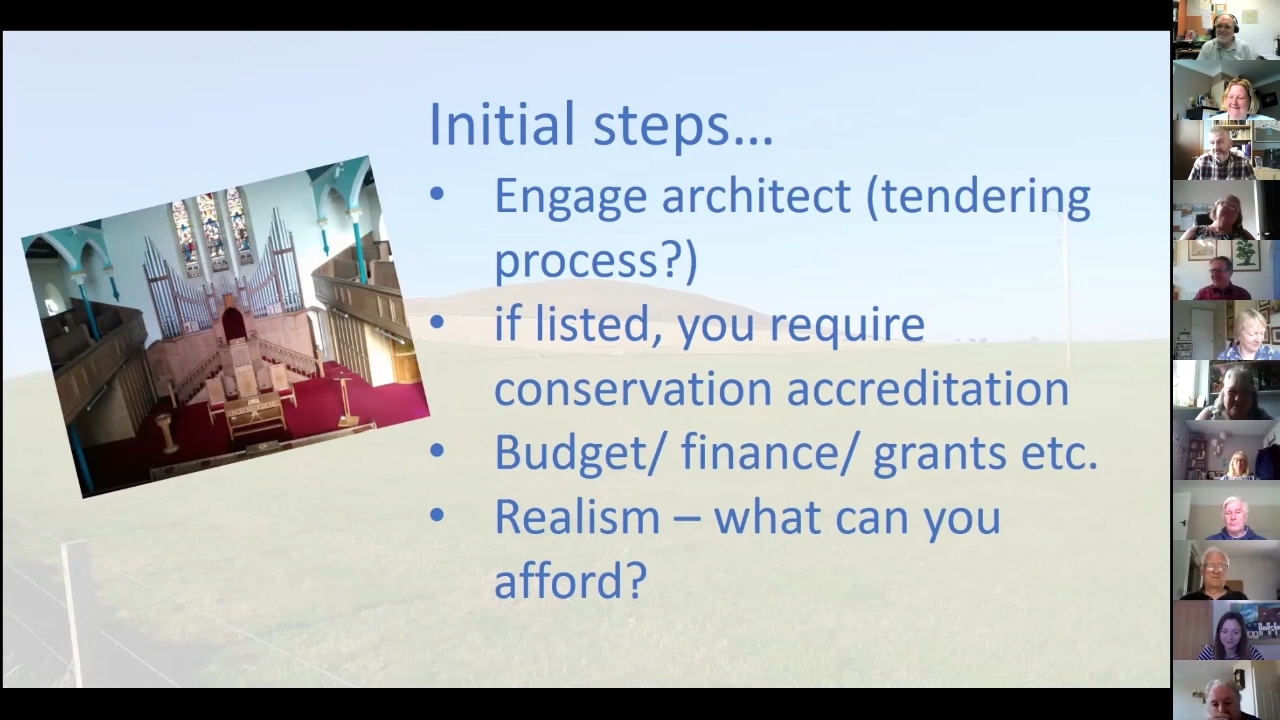 Initial steps…
• Engage architect (tendering
process?)
• if listed, you require
conservation accreditation
• Budget/ finance/ grants etc.
• Realism – what can you
afford?